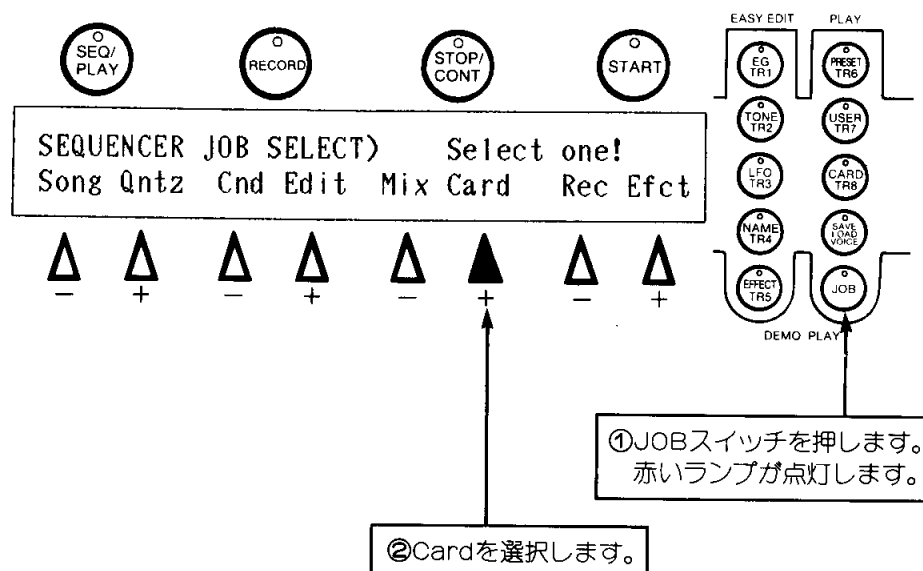 EASY EDIT PLAY
SEQ/
PLAY
RECORD
STOP/
CONT
START
EG
TR1
PRESET
TR6
TONE
TR2
USER
TR7
LFO
TR3
CARD
TR8
NAME
TR4
SAVE
LOAD
VOICE
EFFECT
TR5
JOB
DEMO PLAY
SEQUENCER JOB SELECT) Select one!
Song Qntz Cnd Edit Mix Card Rec Efct
− + − + − + − +
①JOBスイッチを押します。
赤いランプが点灯します。
②Cardを選択します。